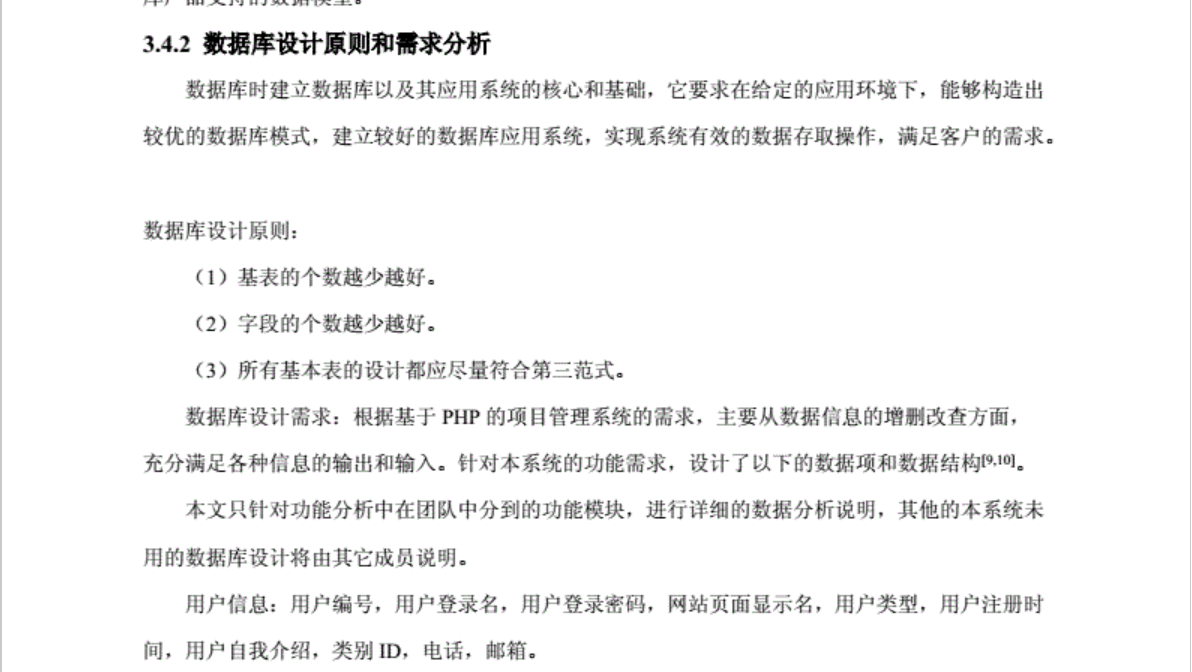 库产品支持的数据模型。
3.4.2 数据库设计原则和需求分析
数据库时建立数据库以及其应用系统的核心和基础，它要求在给定的应用环境下，能够构造出
较优的数据库模式，建立较好的数据库应用系统，实现系统有效的数据存取操作，满足客户的需求。
数据库设计原则：
（1）基表的个数越少越好。
（2）字段的个数越少越好。
（3）所有基本表的设计都应尽量符合第三范式。
数据库设计需求：根据基于 PHP 的项目管理系统的需求，主要从数据信息的增删改查方面，
充分满足各种信息的输出和输入。针对本系统的功能需求，设计了以下的数据项和数据结构[9,10]。
本文只针对功能分析中在团队中分到的功能模块，进行详细的数据分析说明，其他的本系统未
用的数据库设计将由其它成员说明。
用户信息：用户编号，用户登录名，用户登录密码，网站页面显示名，用户类型，用户注册时
间，用户自我介绍，类别 ID，电话，邮箱。